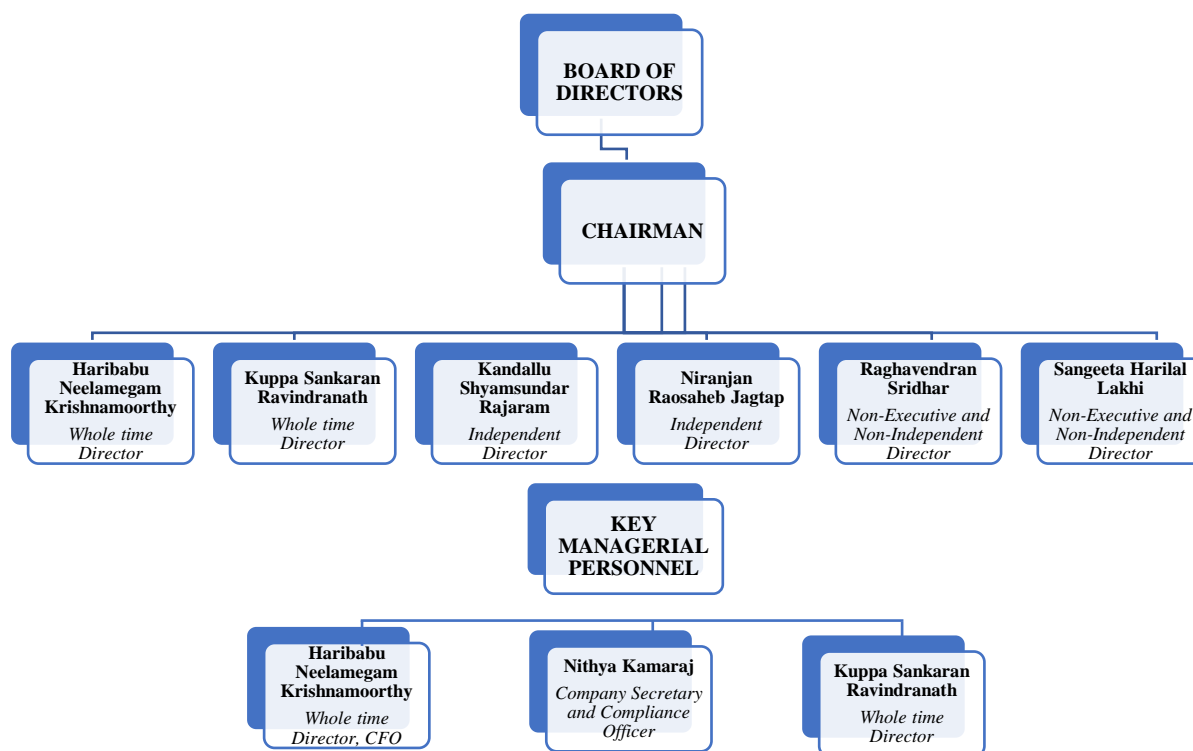 BOARD OF
DIRECTORS
CHAIRMAN
Haribabu
Neelamegam
Krishnamoorthy
Whole time
Director
Kuppa Sankaran
Ravindranath
Whole time
Director
Kandallu
Shyamsundar
Rajaram
Independent
Director
Niranjan
Raosaheb Jagtap
Independent
Director
Raghavendran
Sridhar
Non-Executive and
Non-Independent
Director
Sangeeta Harilal
Lakhi
Non-Executive and
Non-Independent
Director
KEY
MANAGERIAL
PERSONNEL
Haribabu
Neelamegam
Krishnamoorthy
Whole time
Director, CFO
Nithya Kamaraj
Company Secretary
and Compliance
Officer
Kuppa Sankaran
Ravindranath
Whole time
Director